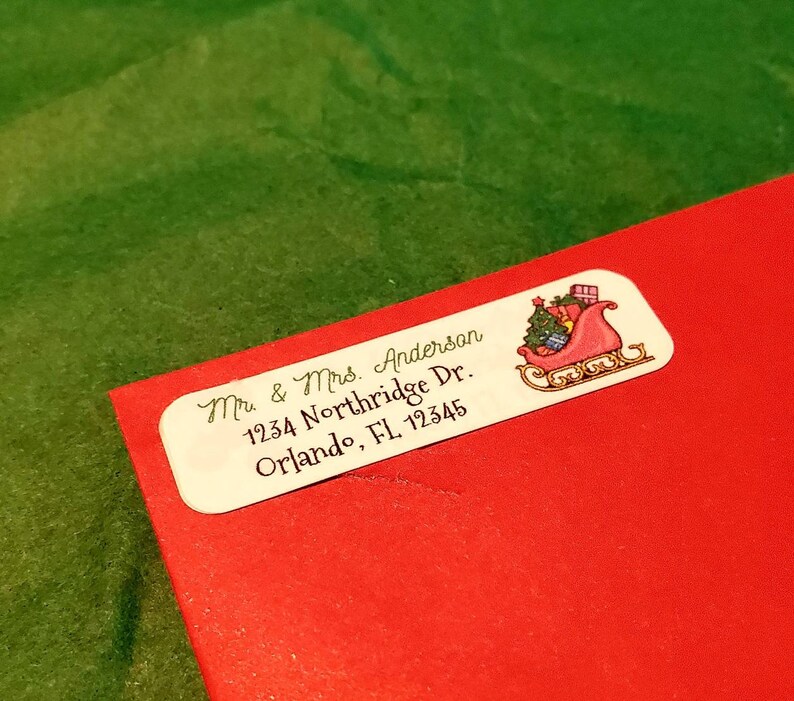 Mr. & Mrs. Anderson
1234 Northridge Dr.
Orlando, FL 12345